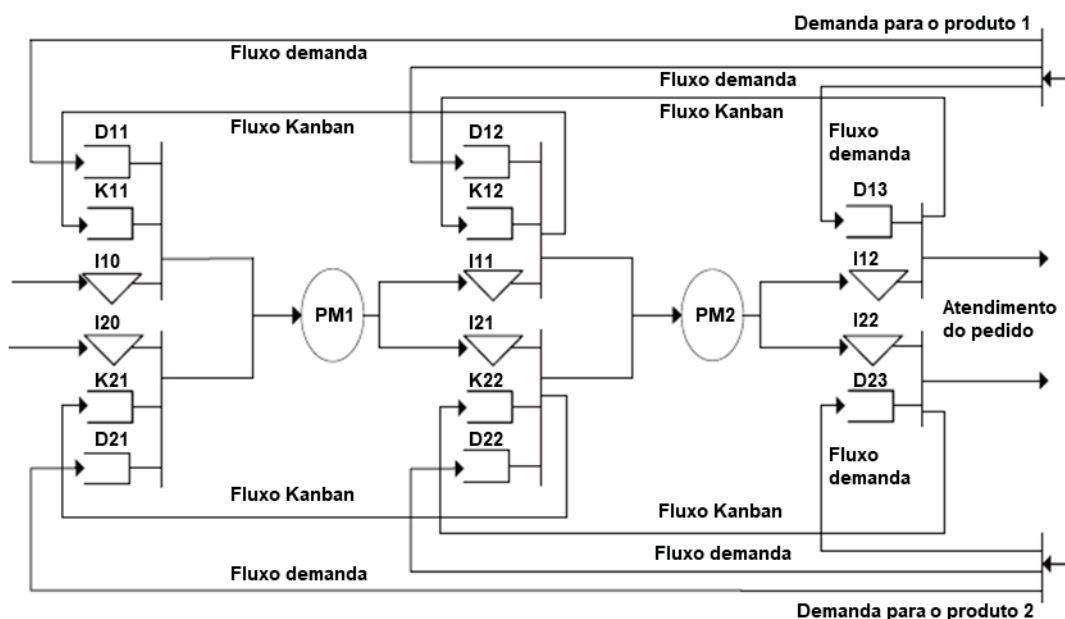 Demanda para o produto 1
Fluxo demanda
Fluxo demanda
Fluxo Kanban
Fluxo Kanban
Fluxo
demanda
D11
D12
K11
K12
D13
I10
I11
I12
PM1
PM2
Atendimento
do pedido
I20
I21
I22
K21
K22
D23
D21
D22
Fluxo
demanda
Fluxo Kanban
Fluxo Kanban
Fluxo demanda
Fluxo demanda
Demanda para o produto 2